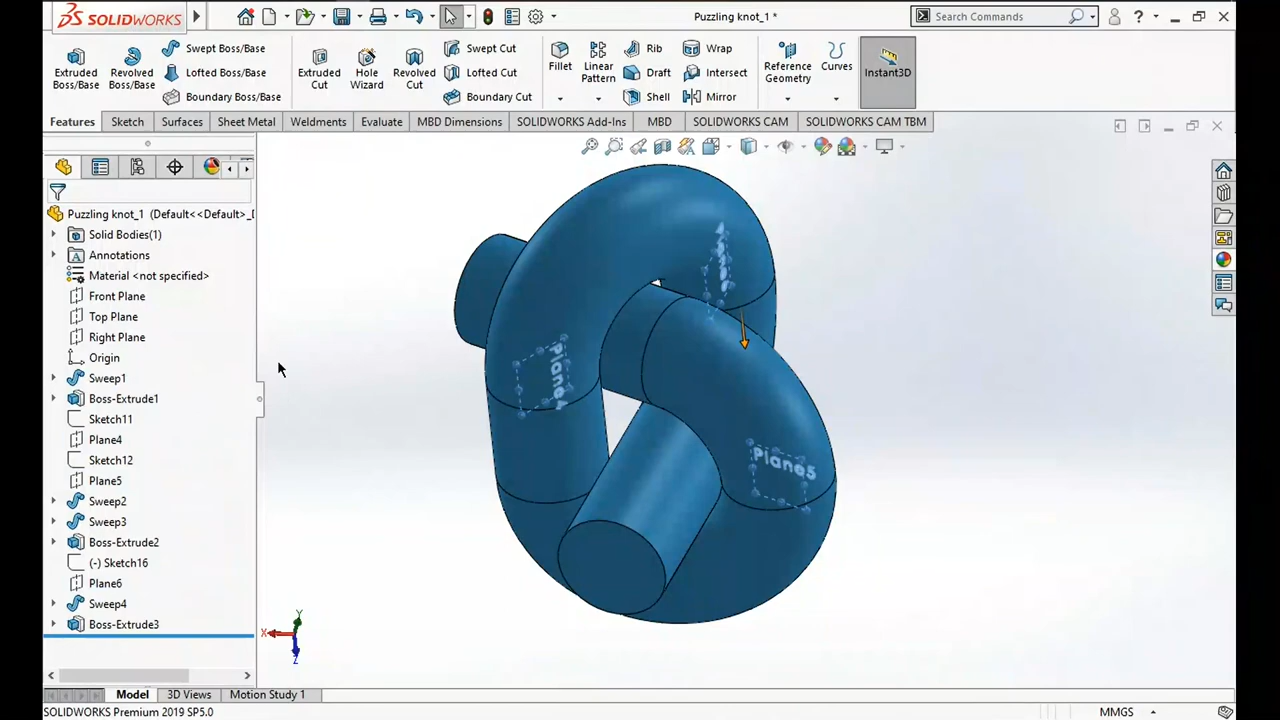 SOLIDWORKS
Puzzling knot_1 *
Search Commands
?
Extruded Boss/Base
Revolved Boss/Base
Swept Boss/Base
Lofted Boss/Base
Boundary Boss/Base
Extruded Cut
Hole Wizard
Revolved Cut
Swept Cut
Lofted Cut
Boundary Cut
Fillet
Linear Pattern
Rib
Draft
Shell
Wrap
Intersect
Mirror
Reference Geometry
Curves
Instant3D
Features Sketch Surfaces Sheet Metal Weldments Evaluate MBD Dimensions SOLIDWORKS Add-Ins MBD SOLIDWORKS CAM SOLIDWORKS CAM TBM
Puzzling knot_1 (Default<<Default>_D
Solid Bodies(1)
Annotations
Material <not specified>
Front Plane
Top Plane
Right Plane
Origin
Sweep1
Boss-Extrude1
Sketch11
Plane4
Sketch12
Plane5
Sweep2
Sweep3
Boss-Extrude2
(-) Sketch16
Plane6
Sweep4
Boss-Extrude3
Plane4
Plane5
Y
X
Z
Model 3D Views Motion Study 1
SOLIDWORKS Premium 2019 SP5.0
MMGS